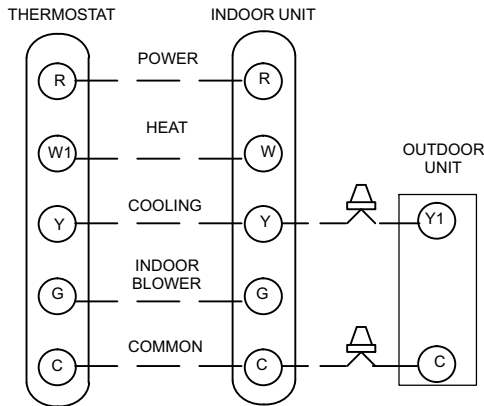 THERMOSTAT
INDOOR UNIT
POWER
R
R
HEAT
W1
W
OUTDOOR
UNIT
COOLING
Y
Y
Y1
INDOOR
BLOWER
G
G
COMMON
C
C
C